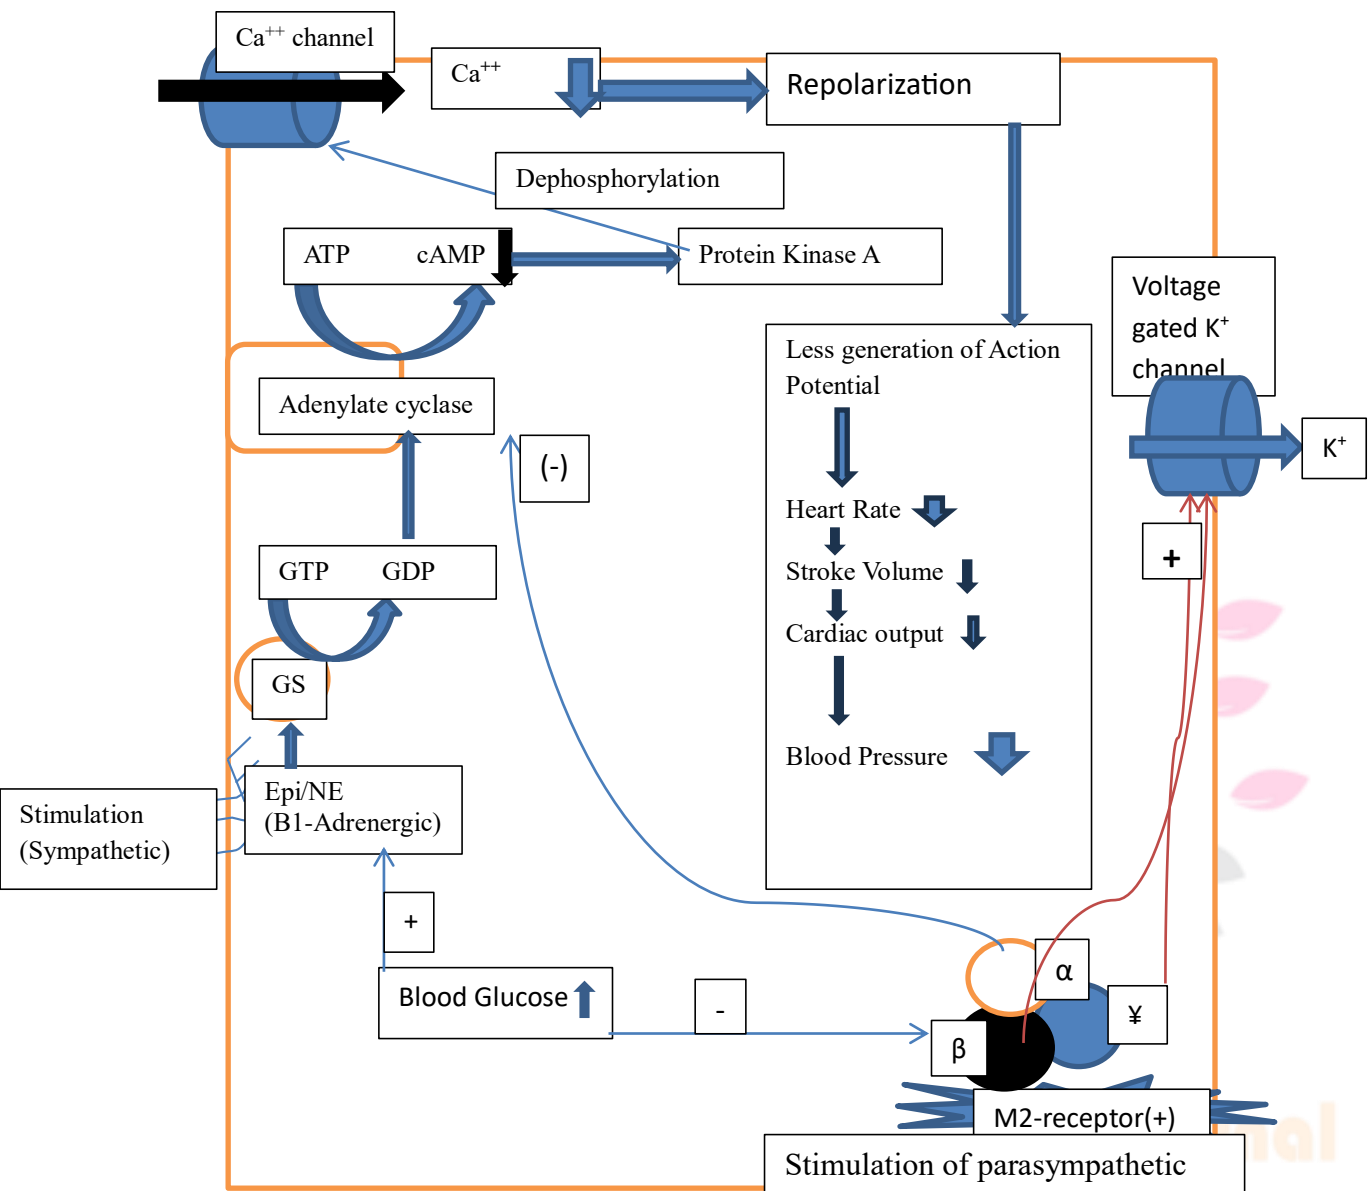 Ca⁺⁺ channel
Ca⁺⁺
Repolarization
Dephosphorylation
ATP cAMP
Protein Kinase A
Voltage
gated K⁺
channel
K⁺
Less generation of Action
Potential
Adenylate cyclase
(-)
Heart Rate
+
Stroke Volume
GTP GDP
Cardiac output
GS
Blood Pressure
Epi/NE
(B1-Adrenergic)
Stimulation
(Sympathetic)
+
α
Blood Glucose
-
¥
β
M2-receptor(+)
Stimulation of parasympathetic
nal